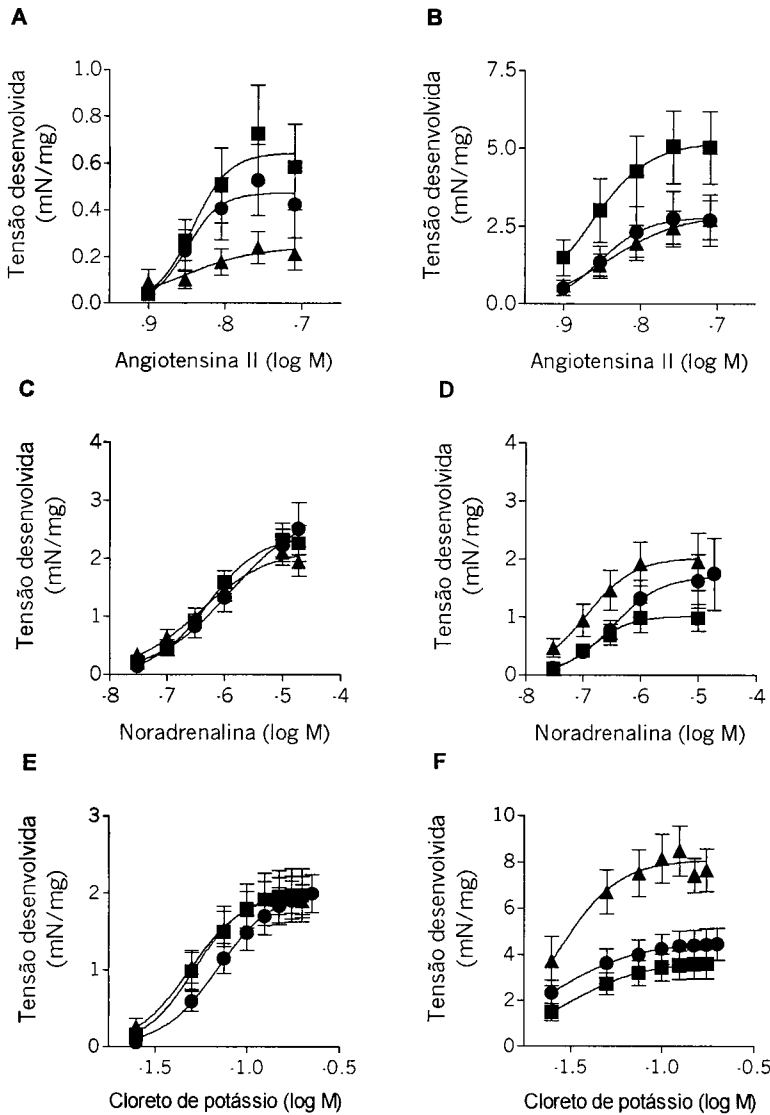 A
B
Tensão desenvolvida
(mN/mg)
1.0
0.8
0.6
0.4
0.2
0.0
-9
-8
-7
Angiotensina II (log M)
Tensão desenvolvida
(mN/mg)
7.5
5.0
2.5
0.0
-9
-8
-7
Angiotensina II (log M)
C
D
Tensão desenvolvida
(mN/mg)
4
3
2
1
0
-8
-7
-6
-5
-4
Noradrenalina (log M)
Tensão desenvolvida
(mN/mg)
4
3
2
1
0
-8
-7
-6
-5
-4
Noradrenalina (log M)
E
F
Tensão desenvolvida
(mN/mg)
3
2
1
0
-1.5
-1.0
-0.5
Cloreto de potássio (log M)
Tensão desenvolvida
(mN/mg)
10
8
6
4
2
0
-1.5
-1.0
-0.5
Cloreto de potássio (log M)